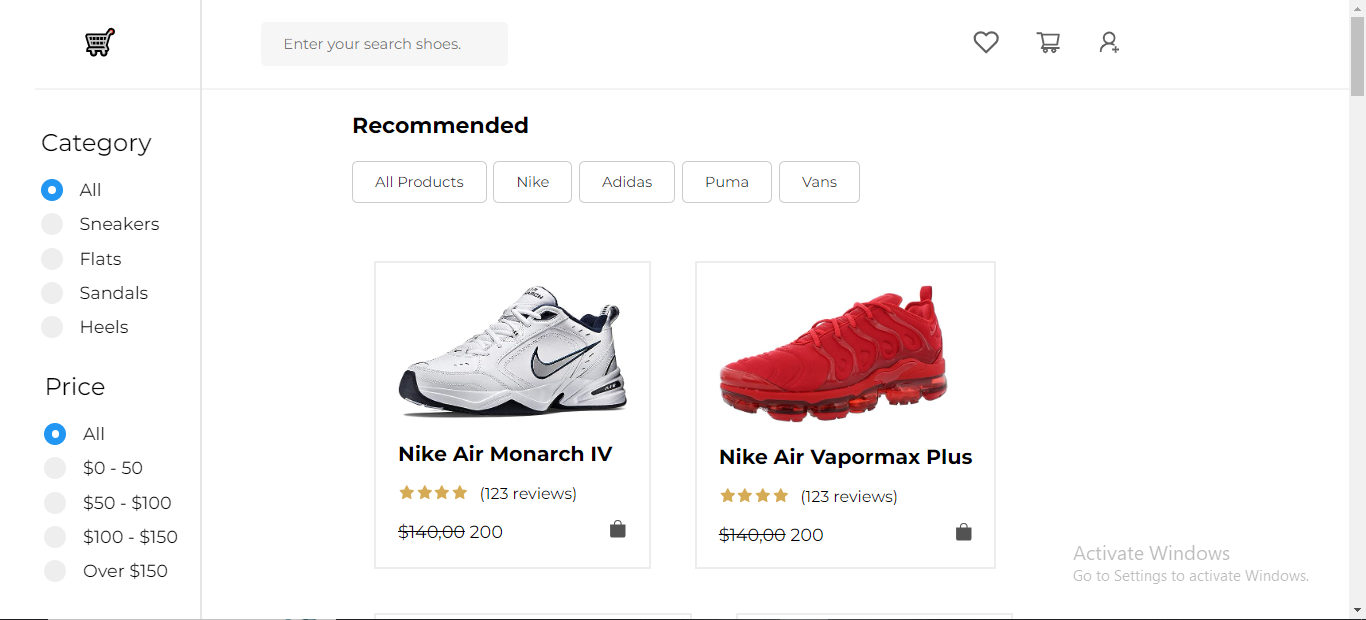 Enter your search shoes.
Category
All
Sneakers
Flats
Sandals
Heels
Price
All
$0 - 50
$50 - $100
$100 - $150
Over $150
Recommended
All Products
Nike
Adidas
Puma
Vans
Nike Air Monarch IV
(123 reviews)
$140,00 200
Nike Air Vapormax Plus
(123 reviews)
$140,00 200
Activate Windows
Go to Settings to activate Windows.